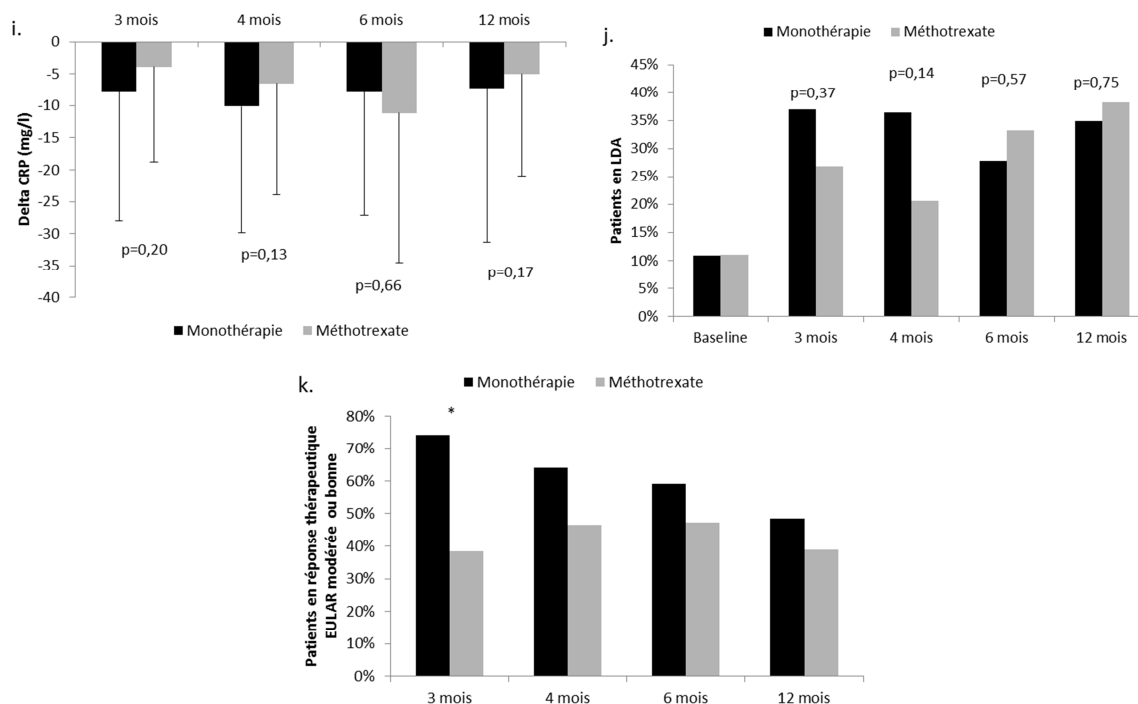 i.
3 mois 4 mois 6 mois 12 mois
0
-5
-10
-15
-20
-25
-30
-35
-40
Delta CRP (mg/l)
p=0,20
p=0,13
p=0,66
p=0,17
Monothérapie Méthotrexate
j.
Monothérapie Méthotrexate
45%
40%
35%
30%
25%
20%
15%
10%
5%
0%
Patients en LDA
p=0,37
p=0,14
p=0,57
p=0,75
Baseline 3 mois 4 mois 6 mois 12 mois
k.
Monothérapie Méthotrexate
80%
70%
60%
50%
40%
30%
20%
10%
0%
Patients en réponse thérapeutique
EULAR modérée ou bonne
*
3 mois 4 mois 6 mois 12 mois